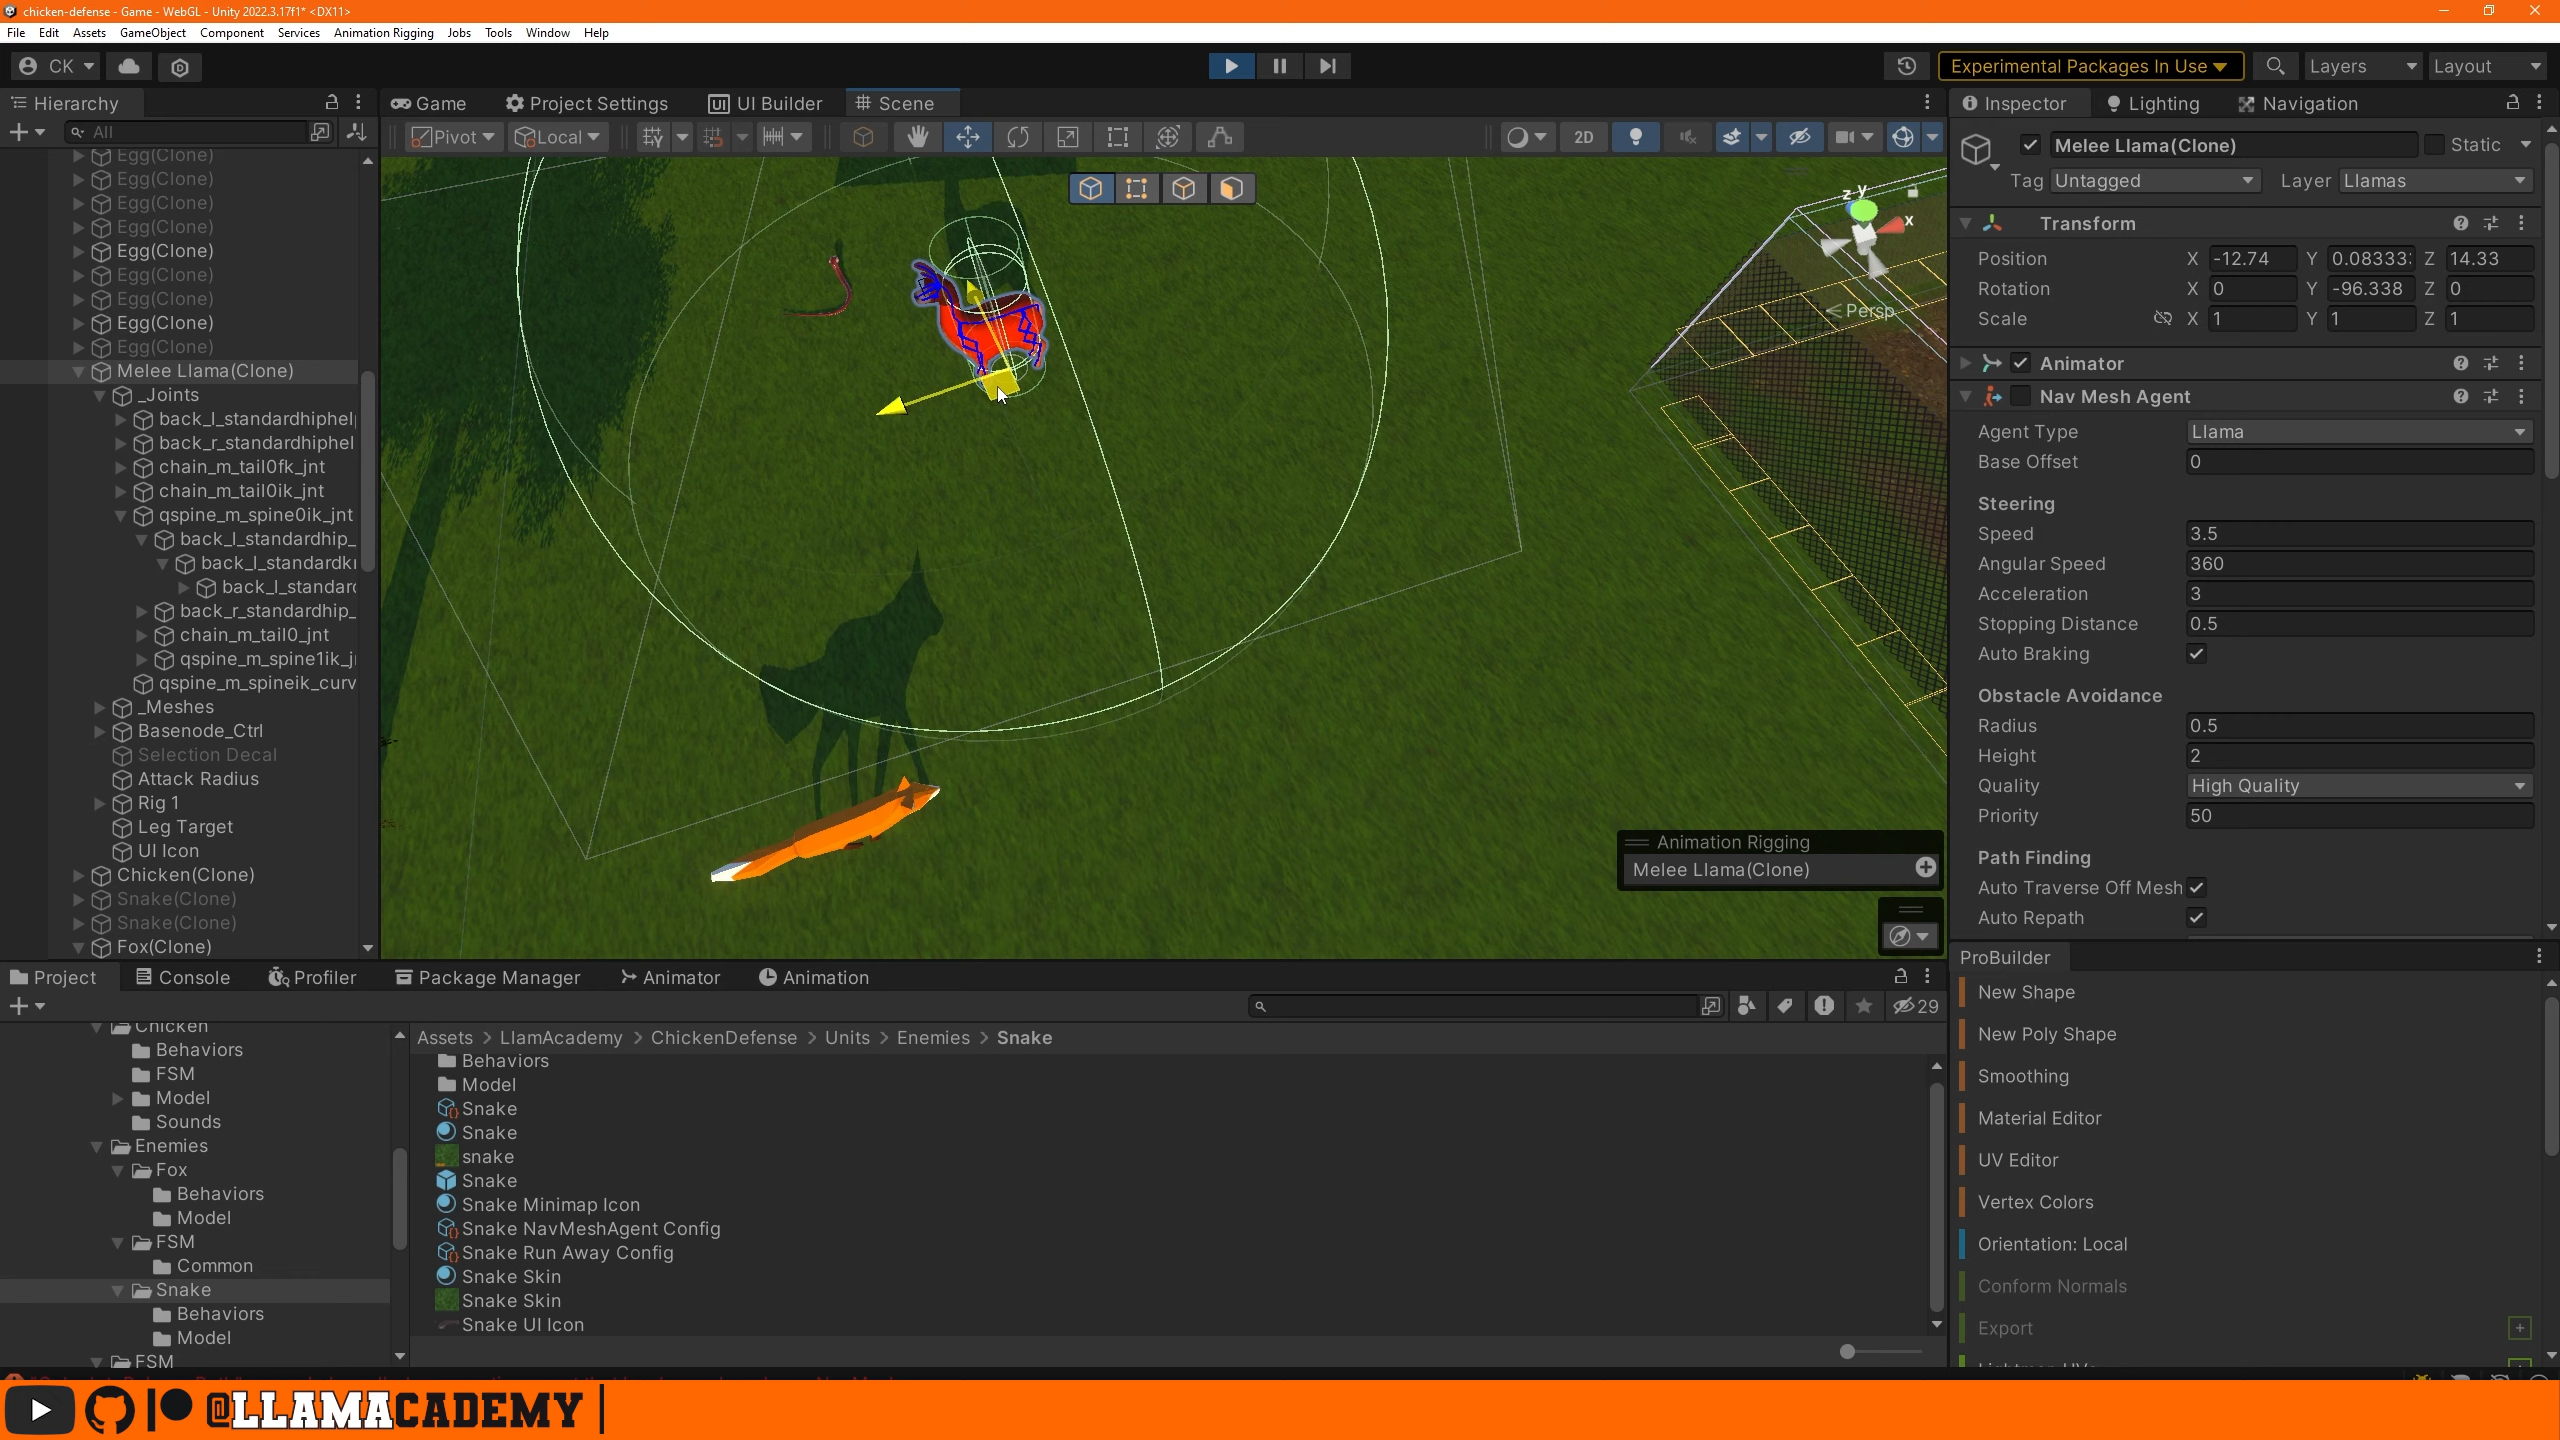 chicken-defense - Game - WebGL - Unity 2022.3.17f1* <DX11>
File Edit Assets GameObject Component Services Animation Rigging Jobs Tools Window Help
CK
Experimental Packages In Use
Layers
Layout
Hierarchy
Game
Project Settings
UI Builder
Scene
Inspector
Lighting
Navigation
All
Pivot
Local
2D
Egg(Clone)
Egg(Clone)
Egg(Clone)
Egg(Clone)
Egg(Clone)
Egg(Clone)
Egg(Clone)
Egg(Clone)
Egg(Clone)
Melee Llama(Clone)
_Joints
back_l_standardhiphel
back_r_standardhiphel
chain_m_tail0fk_jnt
chain_m_tail0ik_jnt
qspine_m_spine0ik_jnt
back_l_standardhip_
back_l_standardk
back_l_standard
back_r_standardhip_
chain_m_tail0_jnt
qspine_m_spine1ik_j
qspine_m_spineik_curv
_Meshes
Basenode_Ctrl
Selection Decal
Attack Radius
Rig 1
Leg Target
UI Icon
Chicken(Clone)
Snake(Clone)
Snake(Clone)
Fox(Clone)
z y
x
< Persp
Animation Rigging
Melee Llama(Clone)
Melee Llama(Clone)
Static
Tag Untagged Layer Llamas
Transform
Position X -12.74 Y 0.08333 Z 14.33
Rotation X 0 Y -96.338 Z 0
Scale X 1 Y 1 Z 1
Animator
Nav Mesh Agent
Agent Type Llama
Base Offset 0
Steering
Speed 3.5
Angular Speed 360
Acceleration 3
Stopping Distance 0.5
Auto Braking
Obstacle Avoidance
Radius 0.5
Height 2
Quality High Quality
Priority 50
Path Finding
Auto Traverse Off Mesh
Auto Repath
Project
Console
Profiler
Package Manager
Animator
Animation
29
Chicken
Behaviors
FSM
Model
Sounds
Enemies
Fox
Behaviors
Model
FSM
Common
Snake
Behaviors
Model
FSM
Assets > LlamAcademy > ChickenDefense > Units > Enemies > Snake
Behaviors
Model
Snake
Snake
snake
Snake
Snake Minimap Icon
Snake NavMeshAgent Config
Snake Run Away Config
Snake Skin
Snake Skin
Snake UI Icon
ProBuilder
New Shape
New Poly Shape
Smoothing
Material Editor
UV Editor
Vertex Colors
Orientation: Local
Conform Normals
Export
@LLAMACADEMY